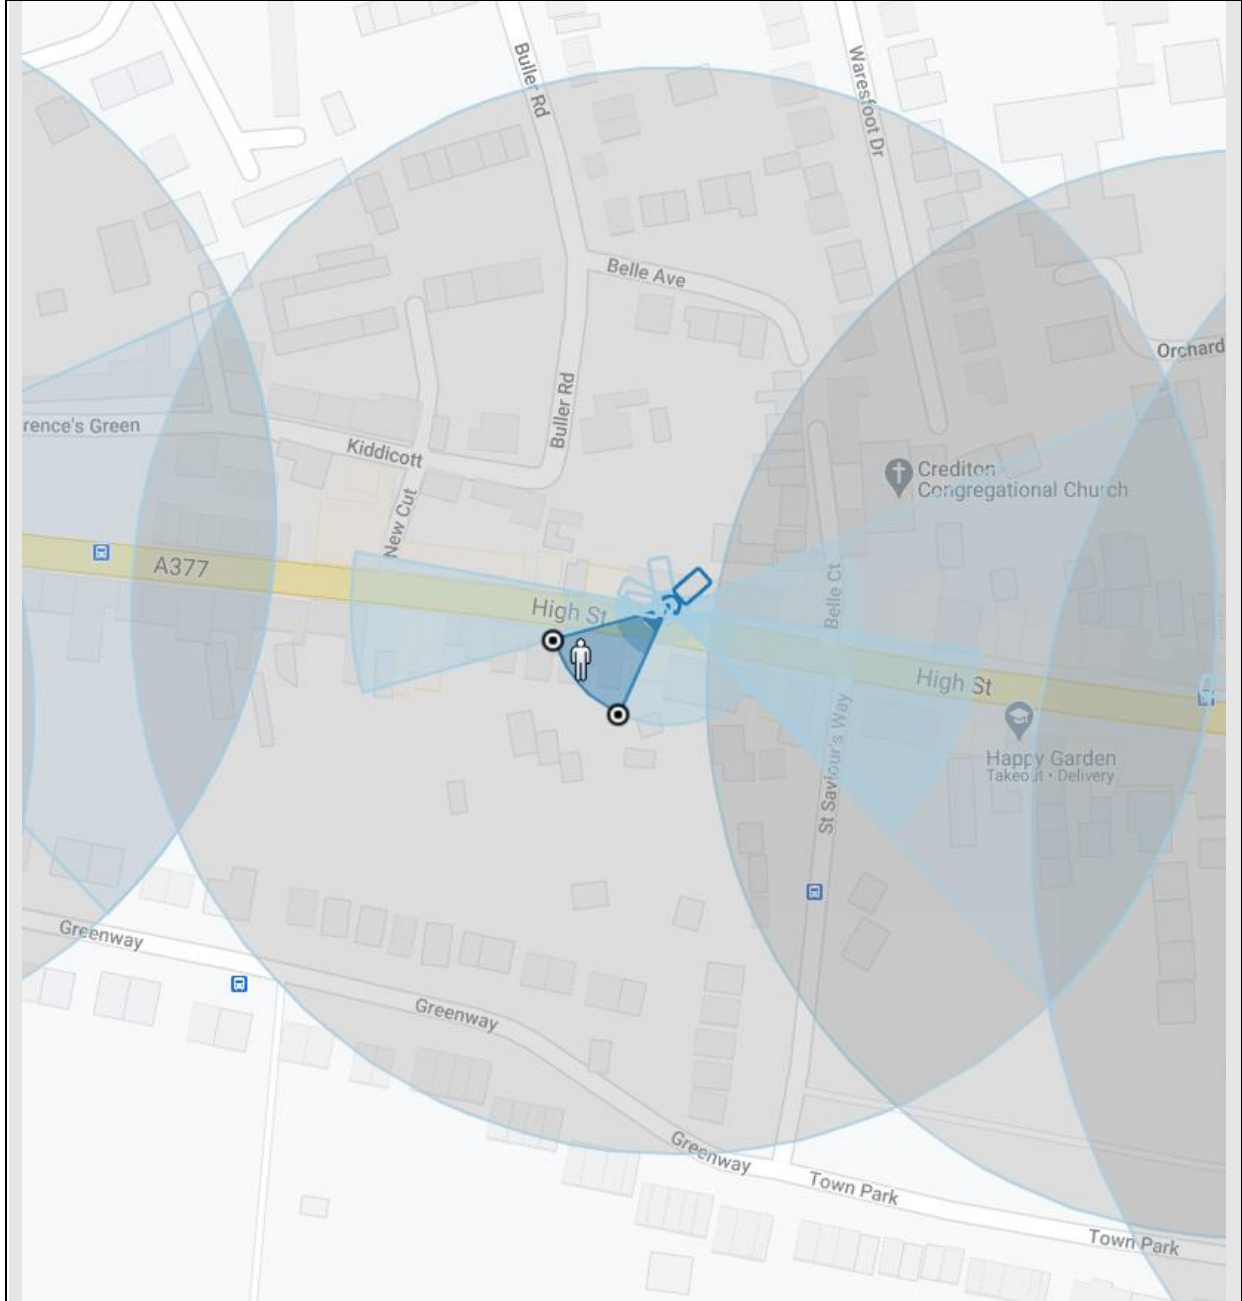 Buller Rd
Waresfoot Dr
Belle Ave
Orchard
Buller Rd
rence's Green
Kiddicott
New Cut
Crediton
Congregational Church
A377
High St
Belle Ct
High St
St Saviour's Way
Happy Garden
Takeout • Delivery
Greenway
Greenway
Greenway
Town Park
Town Park